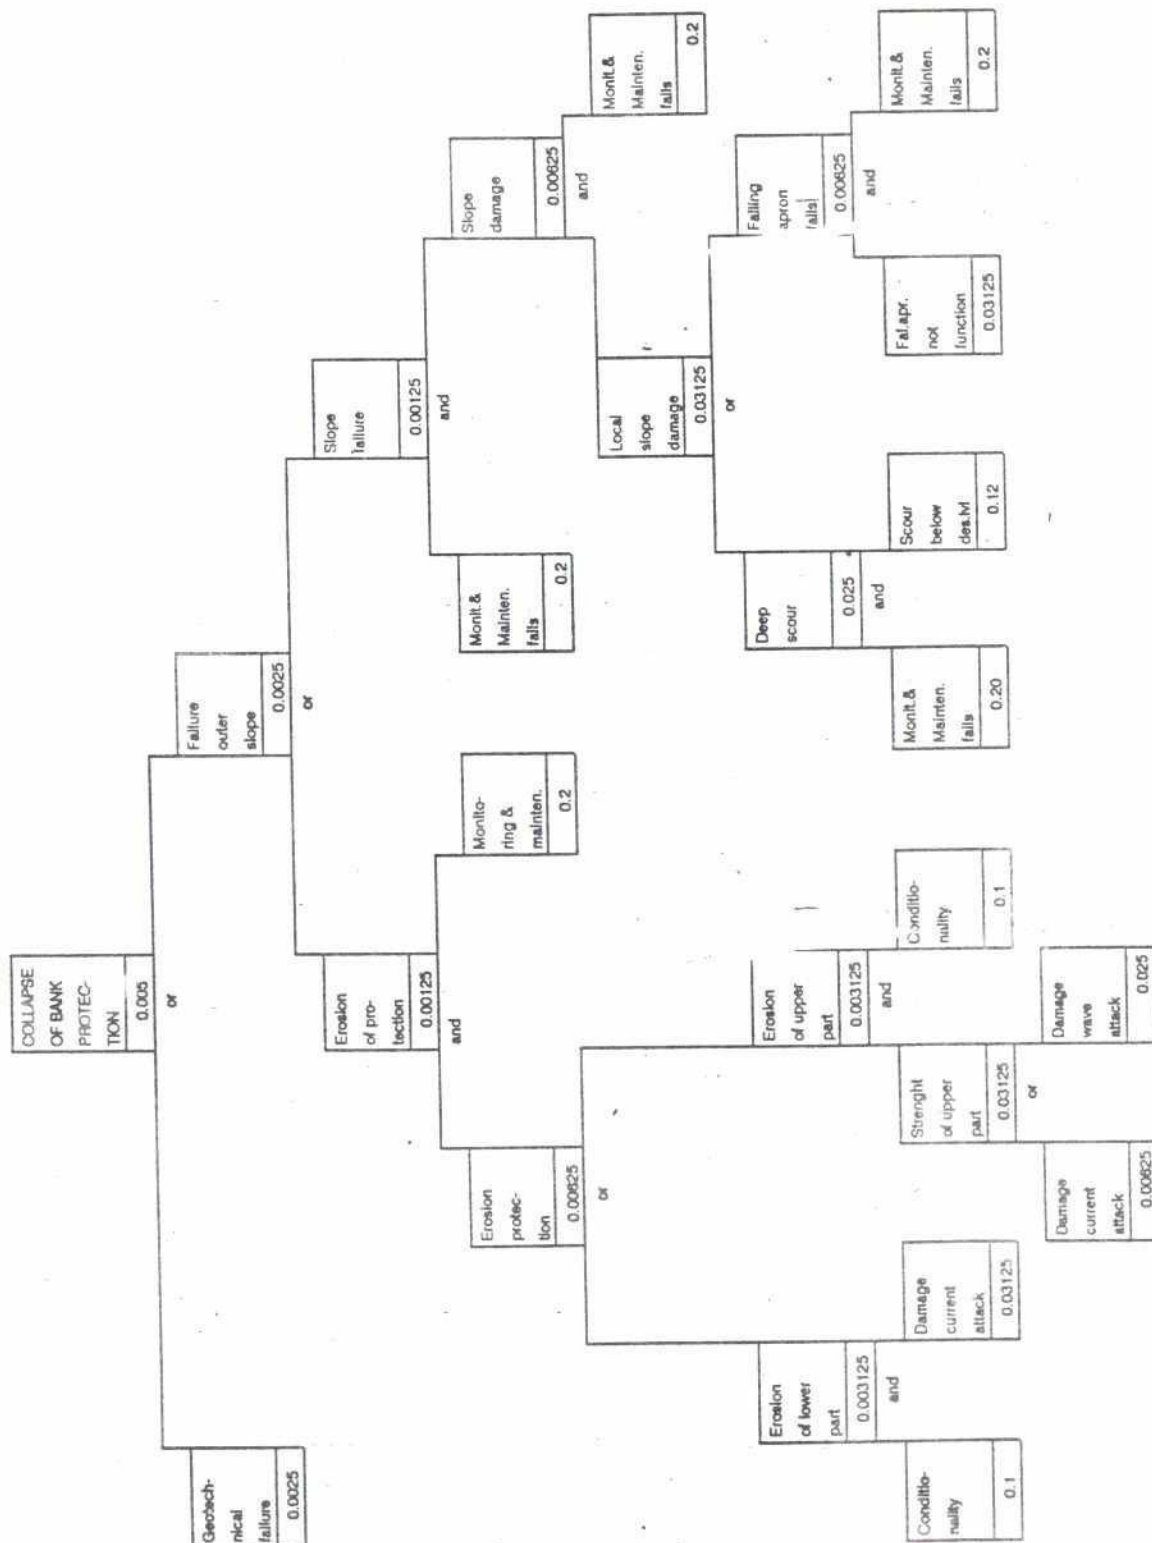 COLLAPSE
OF BANK
PROTEC-
TION
0.005
or
Geotech-
nical
failure
0.0025
Failure
outer
slope
0.0025
or
Erosion
of pro-
tection
0.00125
and
Slope
failure
0.00125
and
Erosion
protec-
tion
0.00625
or
Monito-
ring &
mainten.
0.2
Monit.&
Mainten.
fails
0.2
Slope
damage
0.00625
and
Local
slope
damage
0.03125
or
Monit.&
Mainten.
fails
0.2
Erosion
of lower
part
0.003125
and
Erosion
of upper
part
0.003125
and
Deep
scour
0.025
and
Falling
apron
fails
0.00625
and
Conditio-
nality
0.1
Damage
current
attack
0.03125
Strenght
of upper
part
0.03125
or
Conditio-
nality
0.1
Monit.&
Mainten.
fails
0.20
Scour
below
des.lvl
0.12
Fal.apr.
not
function
0.03125
Monit.&
Mainten.
fails
0.2
Damage
current
attack
0.00625
Damage
wave
attack
0.025